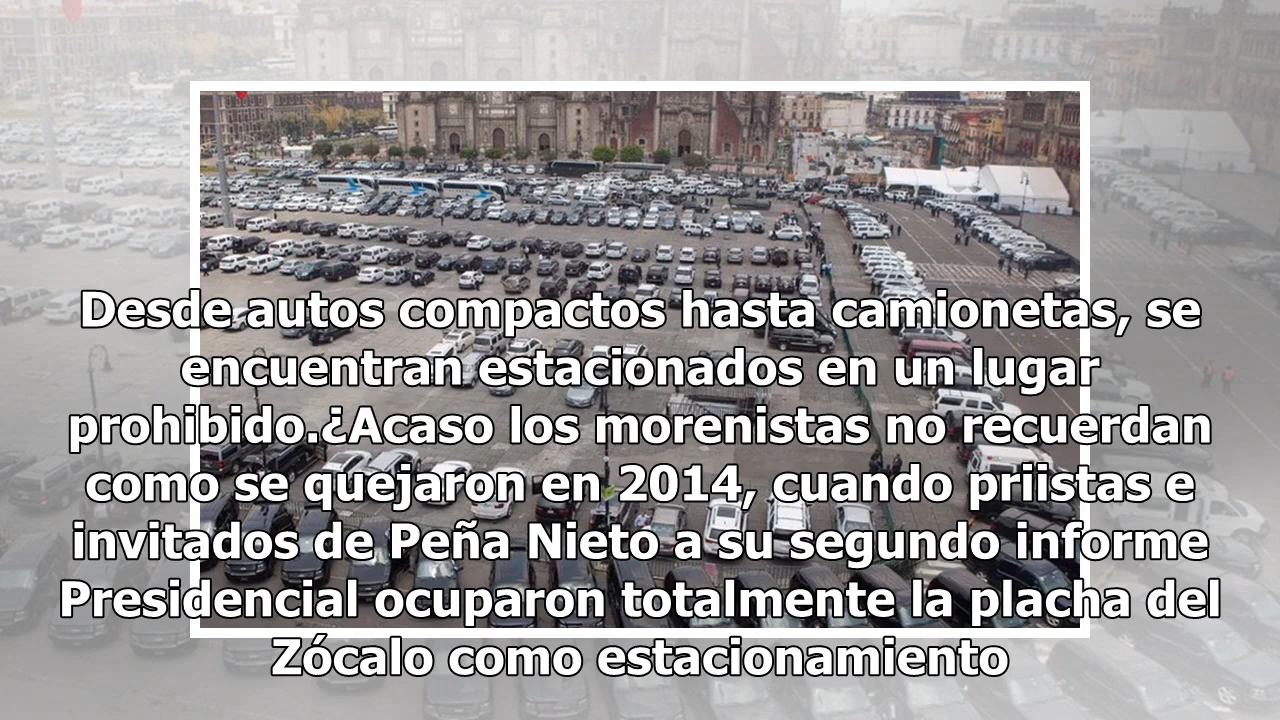 Desde autos compactos hasta camionetas, se
encuentran estacionados en un lugar
prohibido.¿Acaso los morenistas no recuerdan
como se quejaron en 2014, cuando priistas e
invitados de Peña Nieto a su segundo informe
Presidencial ocuparon totalmente la placha del
Zócalo como estacionamiento